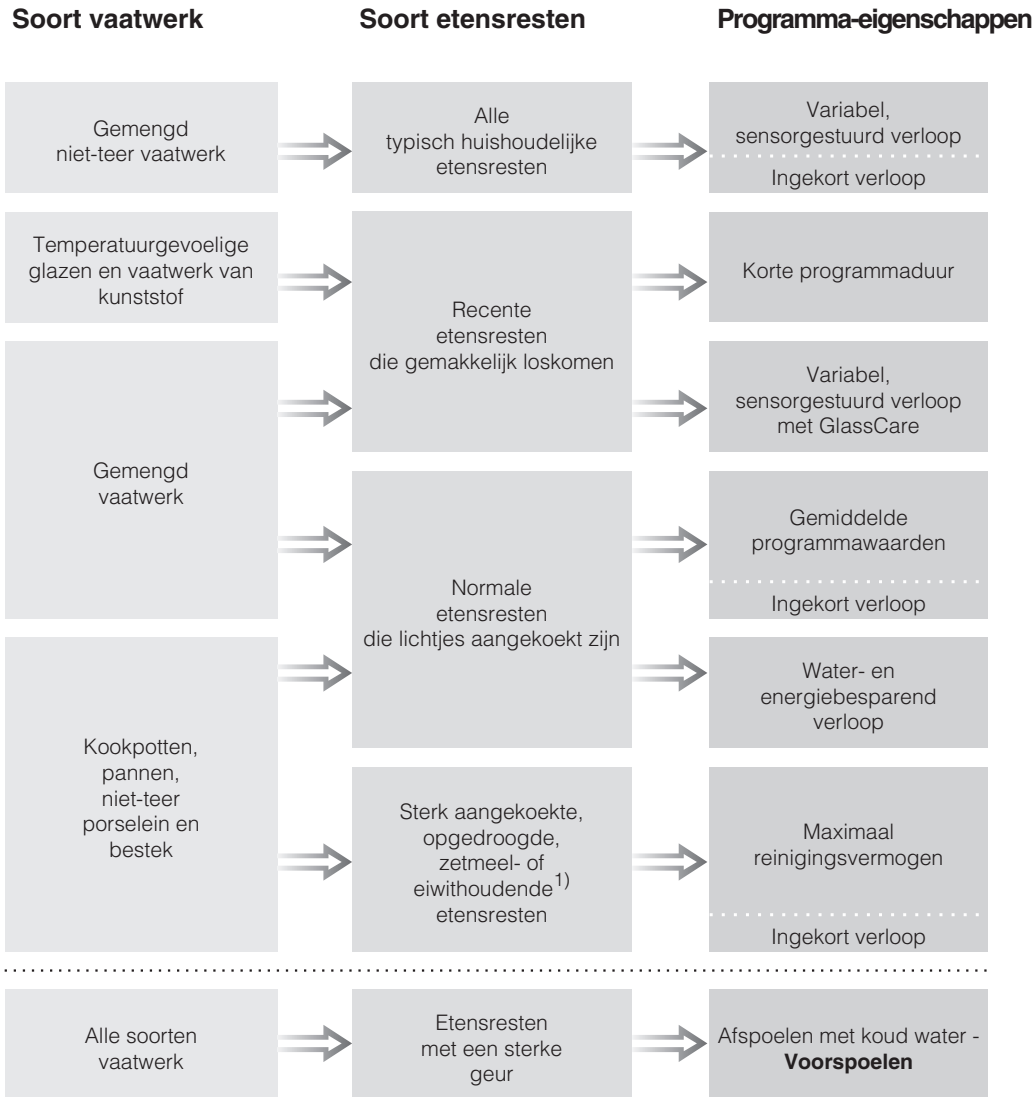 Soort vaatwerk
Soort etensresten
Programma-eigenschappen
Gemengd
niet-teer vaatwerk
Alle
typisch huishoudelijke
etensresten
Variabel,
sensorgestuurd verloop
Ingekort verloop
Temperatuurgevoelige
glazen en vaatwerk van
kunststof
Recente
etensresten
die gemakkelijk loskomen
Korte programmaduur
Variabel,
sensorgestuurd verloop
met GlassCare
Gemengd
vaatwerk
Normale
etensresten
die lichtjes aangekoekt zijn
Gemiddelde
programmawaarden
Ingekort verloop
Water- en
energiebesparend
verloop
Kookpotten,
pannen,
niet-teer
porselein en
bestek
Sterk aangekoekte,
opgedroogde,
zetmeel- of
eiwithoudende1)
etensresten
Maximaal
reinigingsvermogen
Ingekort verloop
Alle soorten
vaatwerk
Etensresten
met een sterke
geur
Afspoelen met koud water -
Voorspoelen